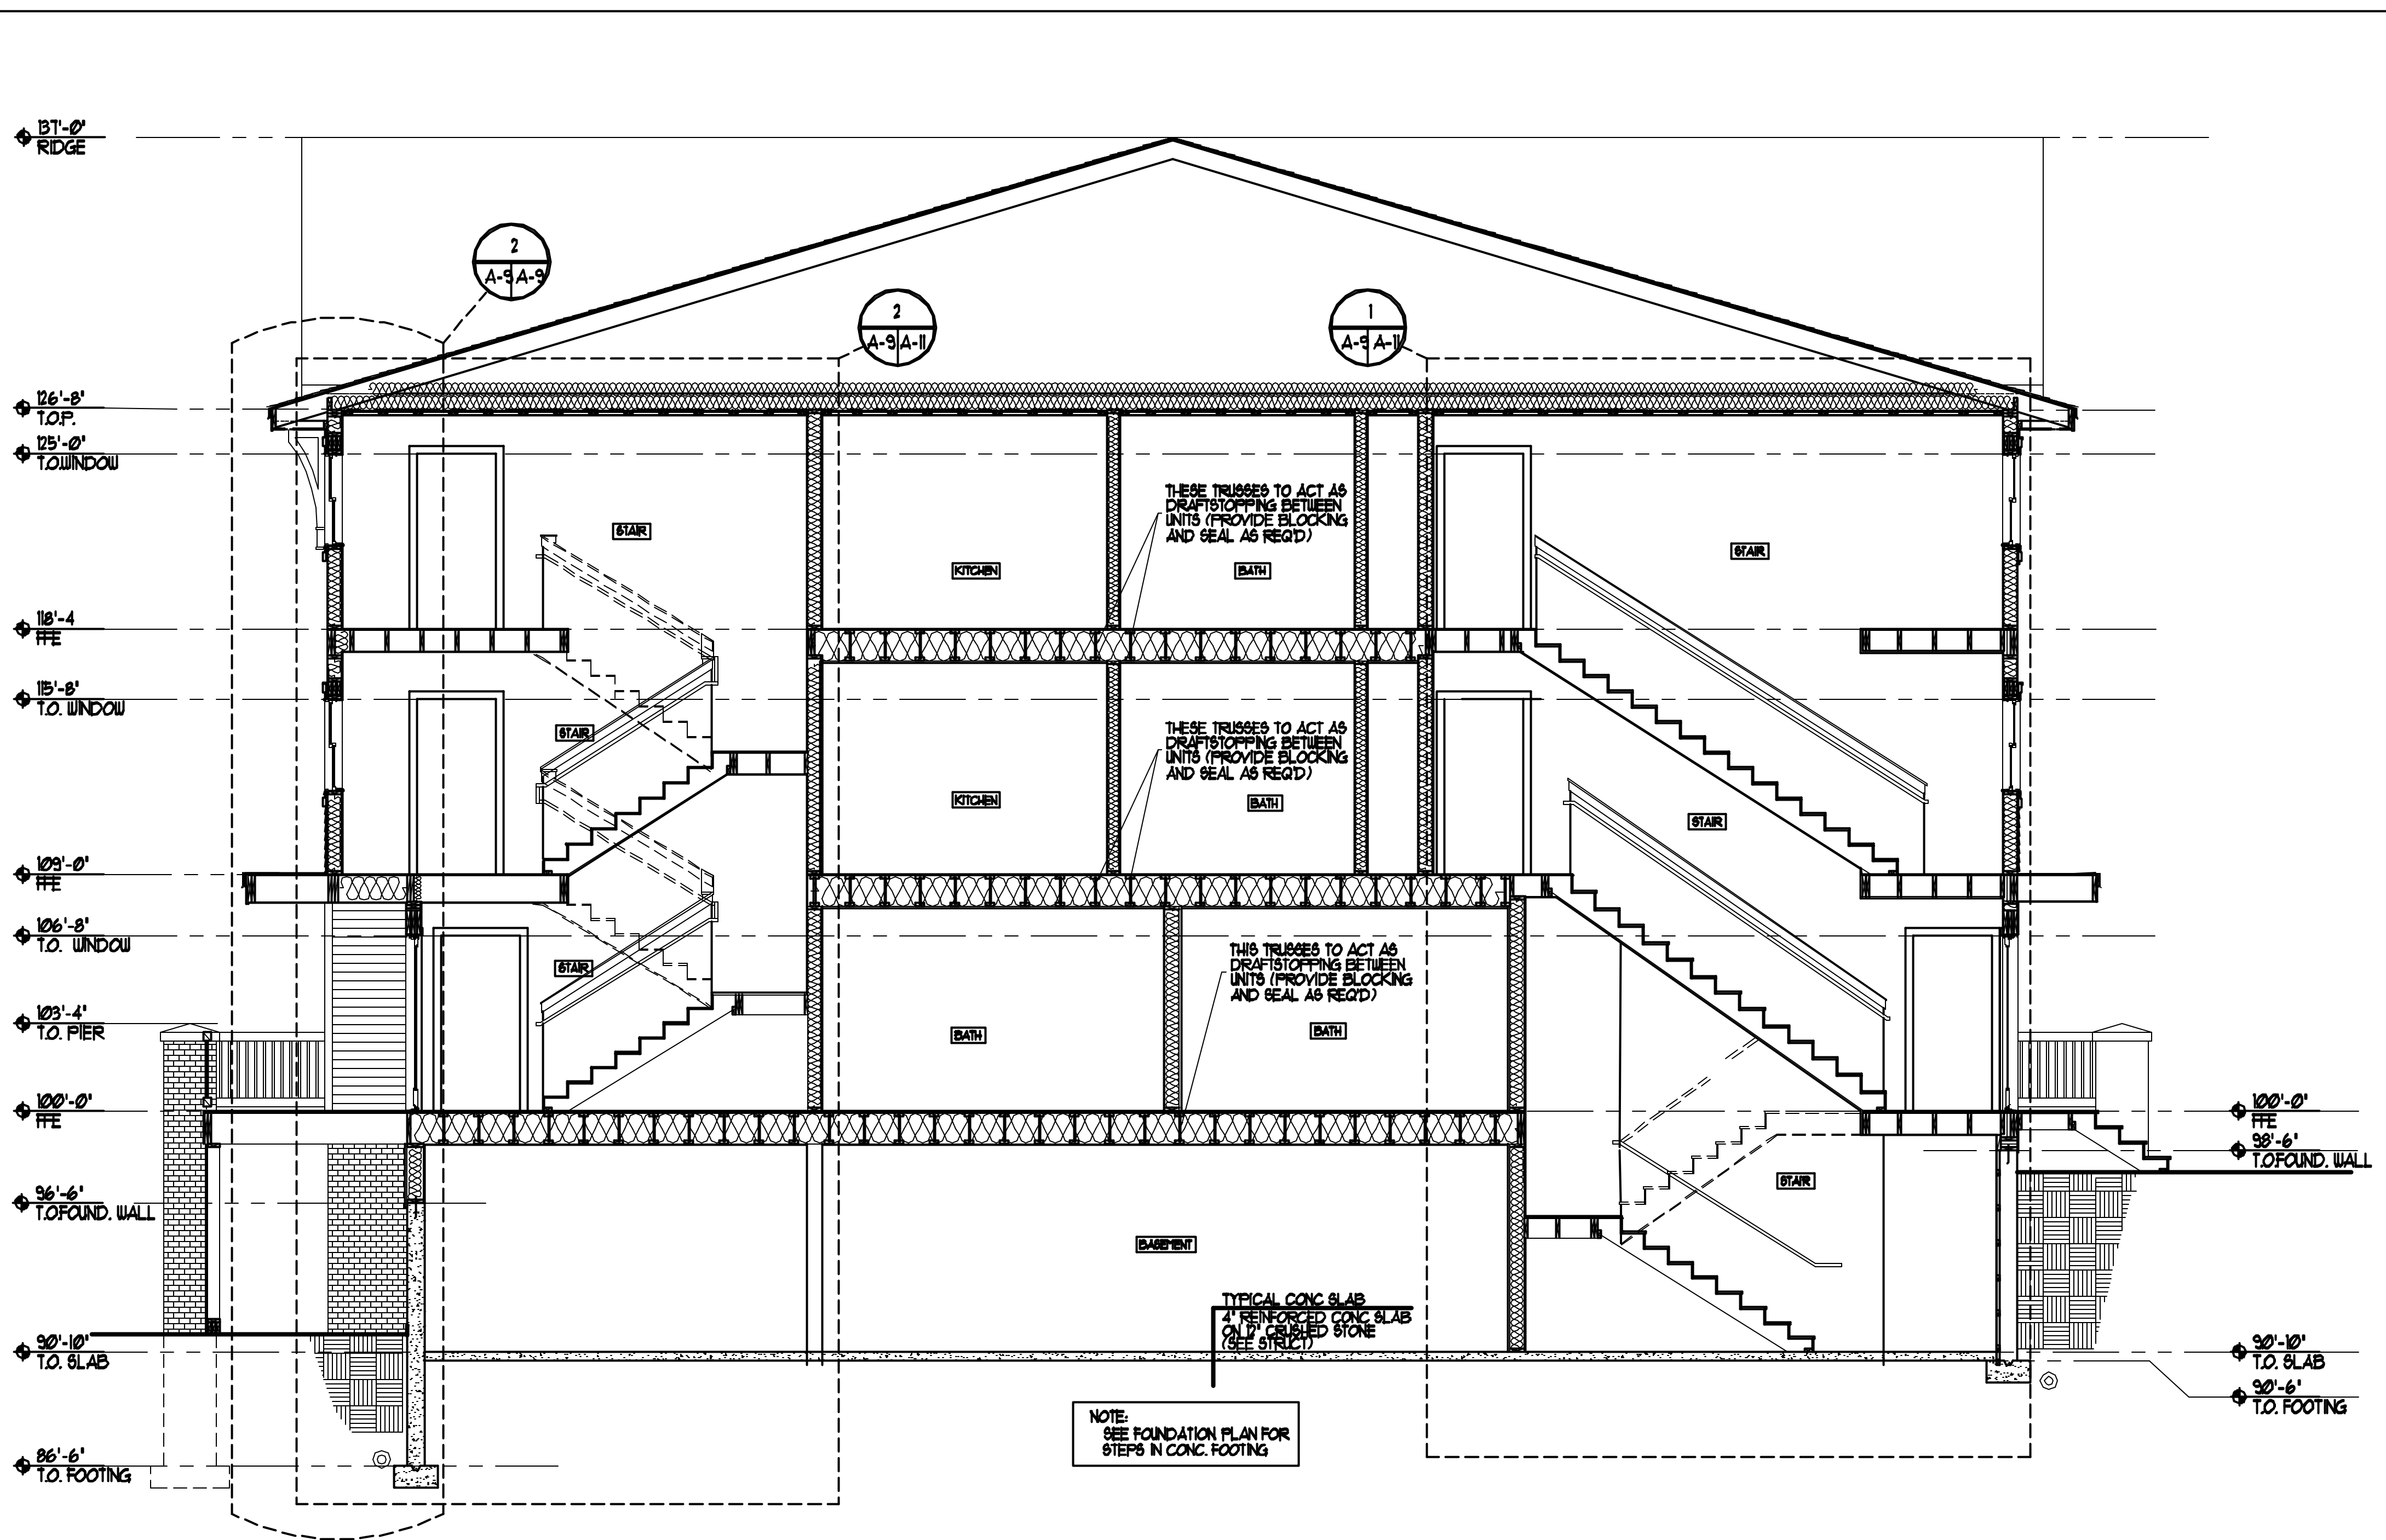 137'-0"
RIDGE
2
A-9 A-9
2
A-9 A-11
1
A-9 A-11
126'-8"
T.O.P.
125'-0"
T.O.WINDOW
118'-4
FFE
115'-8"
T.O. WINDOW
109'-0"
FFE
106'-8"
T.O. WINDOW
103'-4"
T.O. PIER
100'-0"
FFE
96'-6"
T.O.FOUND. WALL
90'-10"
T.O. SLAB
86'-6"
T.O. FOOTING
STAIR
KITCHEN
THESE TRUSSES TO ACT AS
DRAFTSTOPPING BETWEEN
UNITS (PROVIDE BLOCKING
AND SEAL AS REQ'D)
BATH
STAIR
STAIR
KITCHEN
THESE TRUSSES TO ACT AS
DRAFTSTOPPING BETWEEN
UNITS (PROVIDE BLOCKING
AND SEAL AS REQ'D)
BATH
STAIR
STAIR
BATH
THIS TRUSSES TO ACT AS
DRAFTSTOPPING BETWEEN
UNITS (PROVIDE BLOCKING
AND SEAL AS REQ'D)
BATH
STAIR
BASEMENT
TYPICAL CONC SLAB
4" REINFORCED CONC SLAB
ON 12" CRUSHED STONE
(SEE STRUCT)
NOTE:
SEE FOUNDATION PLAN FOR
STEPS IN CONC. FOOTING
100'-0"
FFE
98'-6"
T.O.FOUND. WALL
90'-10"
T.O. SLAB
90'-6"
T.O. FOOTING